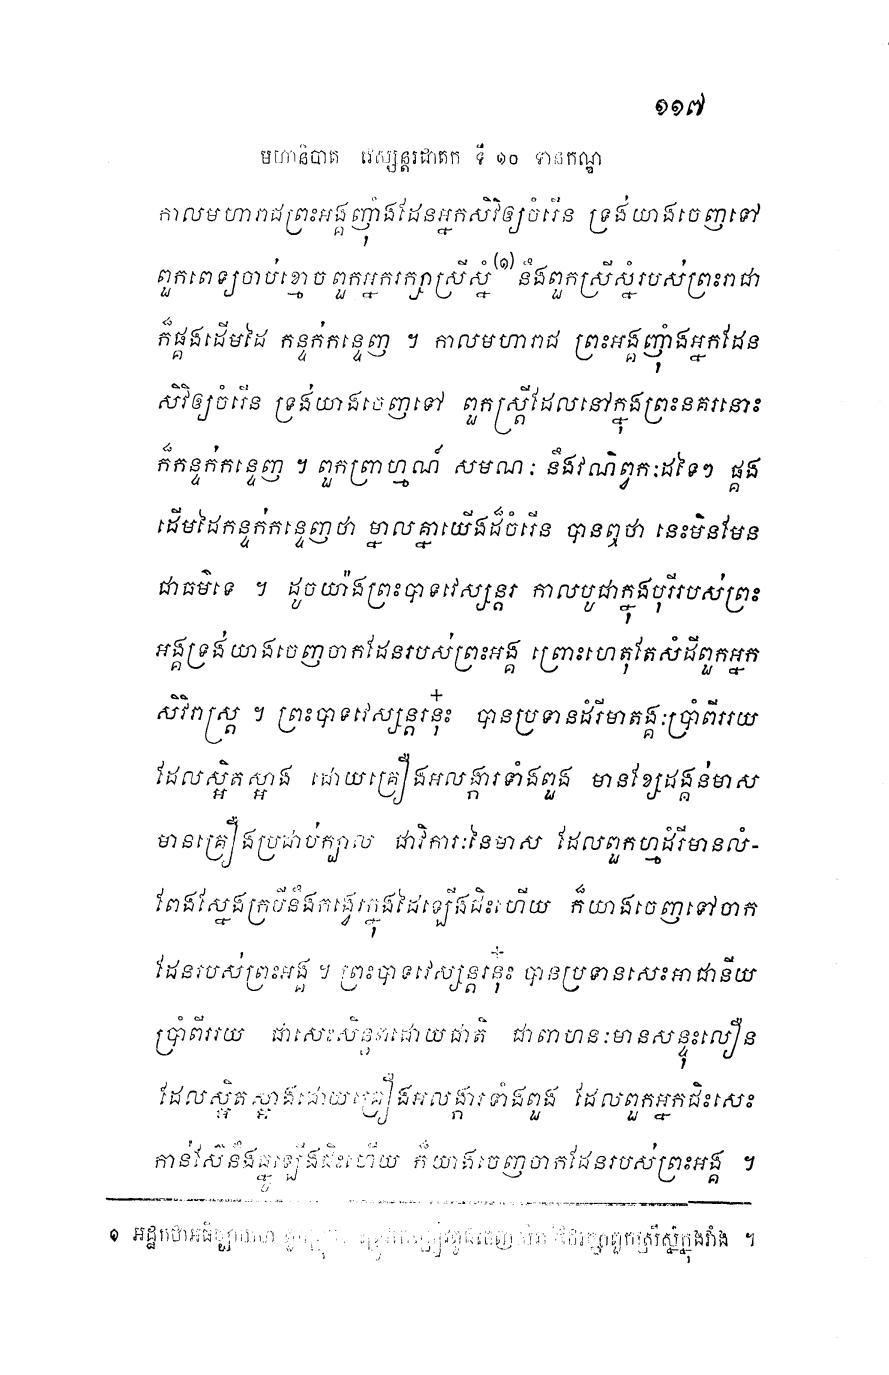 ១១៧
មហានិបាត វេស្សន្តរជាតក ទី ១០ ទានកណ្ឌ
កាលមហារាជព្រះអង្គញ៉ាំងដែនអ្នកសិវិឲ្យចំរើន ទ្រង់យាងចេញទៅ
ពួកពេទ្យចាប់ខ្មោច ពួកអ្នករក្សាស្រីស្នំ(១) នឹងពួកស្រីស្នំរបស់ព្រះរាជា
ក៏ផ្គងដើមដៃ កន្ទក់កន្ទេញ ។ កាលមហារាជ ព្រះអង្គញ៉ាំងអ្នកដែន
សិវិឲ្យចំរើន ទ្រង់យាងចេញទៅ ពួកស្ត្រីដែលនៅក្នុងព្រះនគរនោះ
ក៏កន្ទក់កន្ទេញ ។ ពួកព្រាហ្មណ៍ សមណៈ នឹងវណិព្វកៈដទៃៗ ផ្គង
ដើមដៃកន្ទក់កន្ទេញថា ម្នាលគ្នាយើងដ៏ចំរើន បានឮថា នេះមិនមែន
ជាធម៌ទេ ។ ដូចយ៉ាងព្រះបាទវេស្សន្តរ កាលបូជាក្នុងបុរីរបស់ព្រះ
អង្គទ្រង់យាងចេញចាកដែនរបស់ព្រះអង្គ ព្រោះហេតុតែសំដីពួកអ្នក
សិវិរាស្ត្រ ។ ព្រះបាទវេស្សន្តរនុ៎ះ បានប្រទានដំរីមាតង្គៈប្រាំពីររយ
ដែលស្អិតស្អាង ដោយគ្រឿងអលង្ការទាំងពួង មានខ្សែដង្គន់មាស
មានគ្រឿងប្រដាប់ក្បាល ជាវិការៈនៃមាស ដែលពួកហ្មដំរីមានលំ-
ពែងស្នែងក្របីនឹងកង្វេរក្នុងដៃឡើងជិះហើយ ក៏យាងចេញទៅចាក
ដែនរបស់ព្រះអង្គ ។ ព្រះបាទវេស្សន្តរនុ៎ះ បានប្រទានសេះអាជានីយ
ប្រាំពីររយ ជាសេះសិន្ធពដោយជាតិ ជាពាហនៈមានសន្ទុះលឿន
ដែលស្អិតស្អាងដោយគ្រឿងអលង្ការទាំងពួង ដែលពួកអ្នកជិះសេះ
កាន់ស៊ែនឹងធ្នូឡើងជិះហើយ ក៏យាងចេញចាកដែនរបស់ព្រះអង្គ ។
១ អដ្ឋកថាអធិប្បាយថា ពួកស្រីស្នំក្នុងវាំង ។